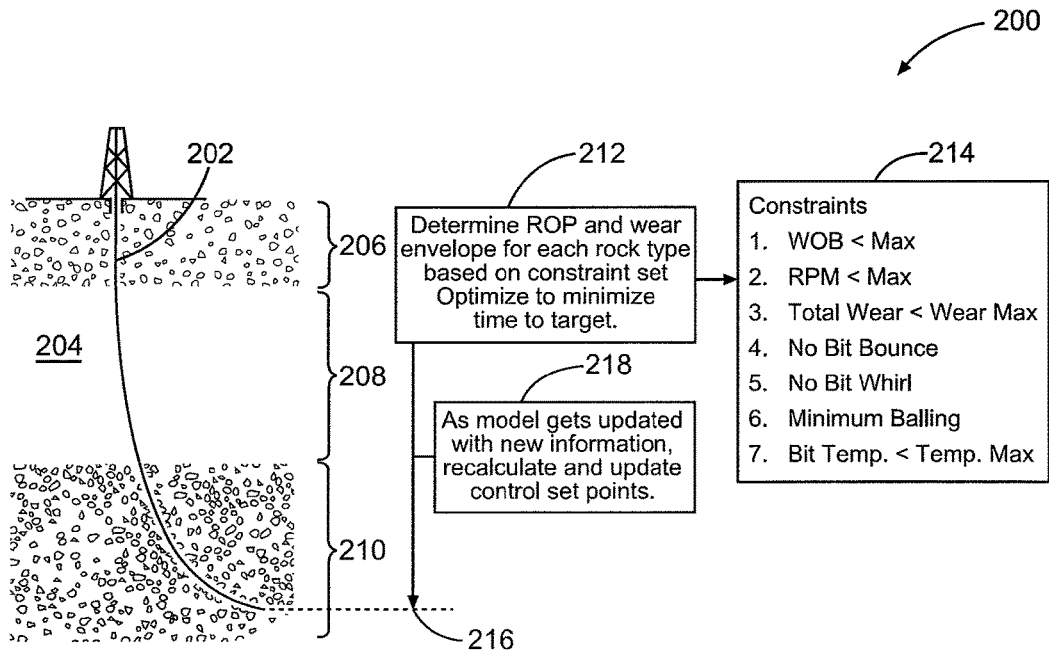 200
202
212
214
Determine ROP and wear
envelope for each rock type
based on constraint set
Optimize to minimize
time to target.
Constraints
1. WOB < Max
2. RPM < Max
3. Total Wear < Wear Max
4. No Bit Bounce
5. No Bit Whirl
6. Minimum Balling
7. Bit Temp. < Temp. Max
206
204
208
218
As model gets updated
with new information,
recalculate and update
control set points.
210
216